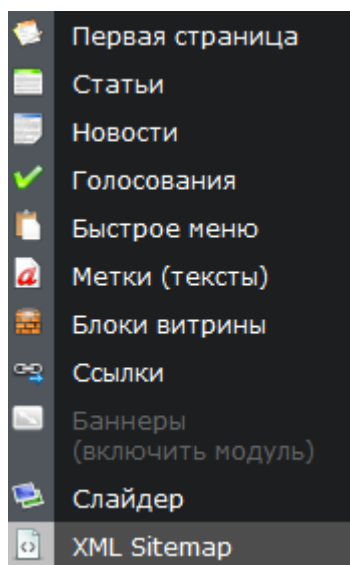 Первая страница
Статьи
Новости
Голосования
Быстрое меню
Метки (тексты)
Блоки витрины
Ссылки
Баннеры
(включить модуль)
Слайдер
XML Sitemap